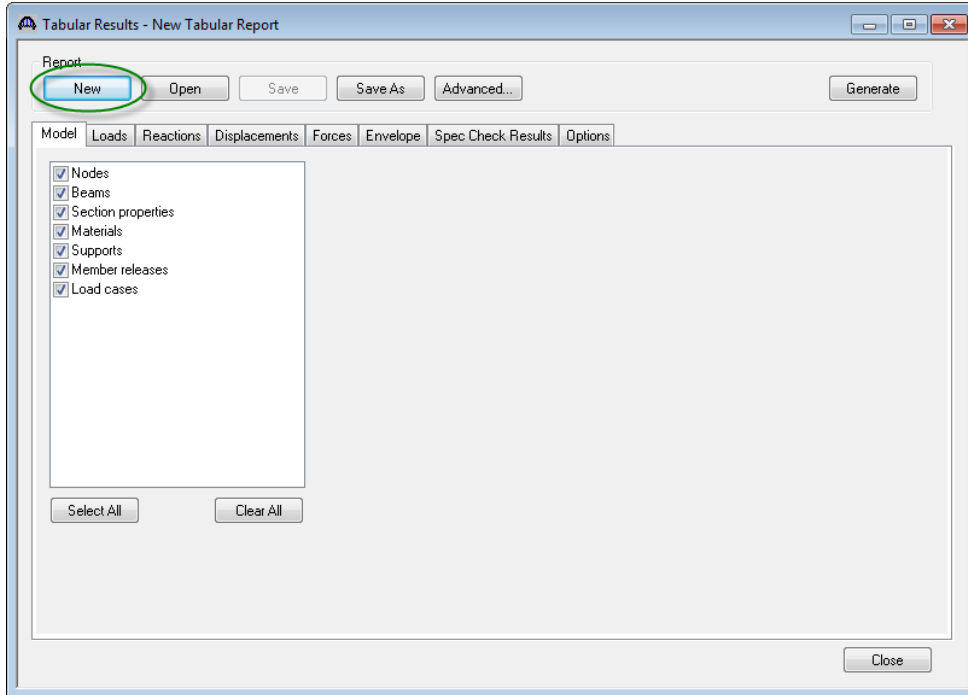 Tabular Results - New Tabular Report
Report
New Open Save Save As Advanced... Generate
Model Loads Reactions Displacements Forces Envelope Spec Check Results Options
Nodes
Beams
Section properties
Materials
Supports
Member releases
Load cases
Select All Clear All
Close